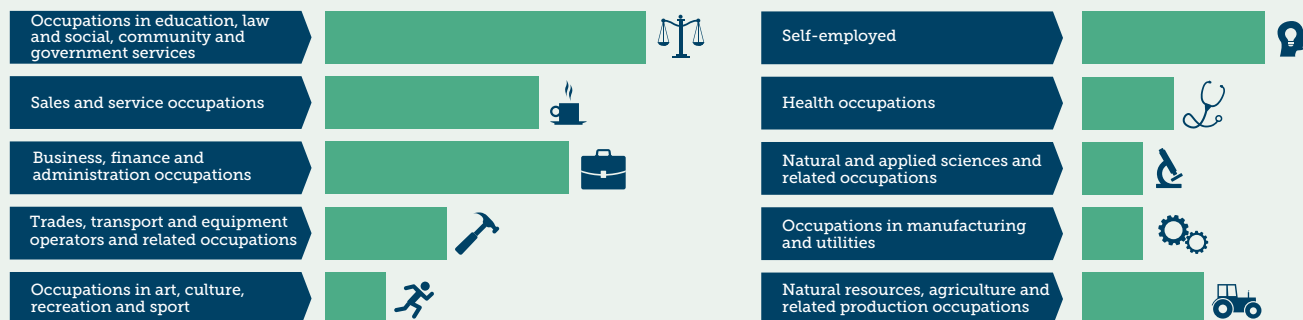 Occupations in education, law
and social, community and
government services
Sales and service occupations
Business, finance and
administration occupations
Trades, transport and equipment
operators and related occupations
Occupations in art, culture,
recreation and sport
Self-employed
Health occupations
Natural and applied sciences and
related occupations
Occupations in manufacturing
and utilities
Natural resources, agriculture and
related production occupations